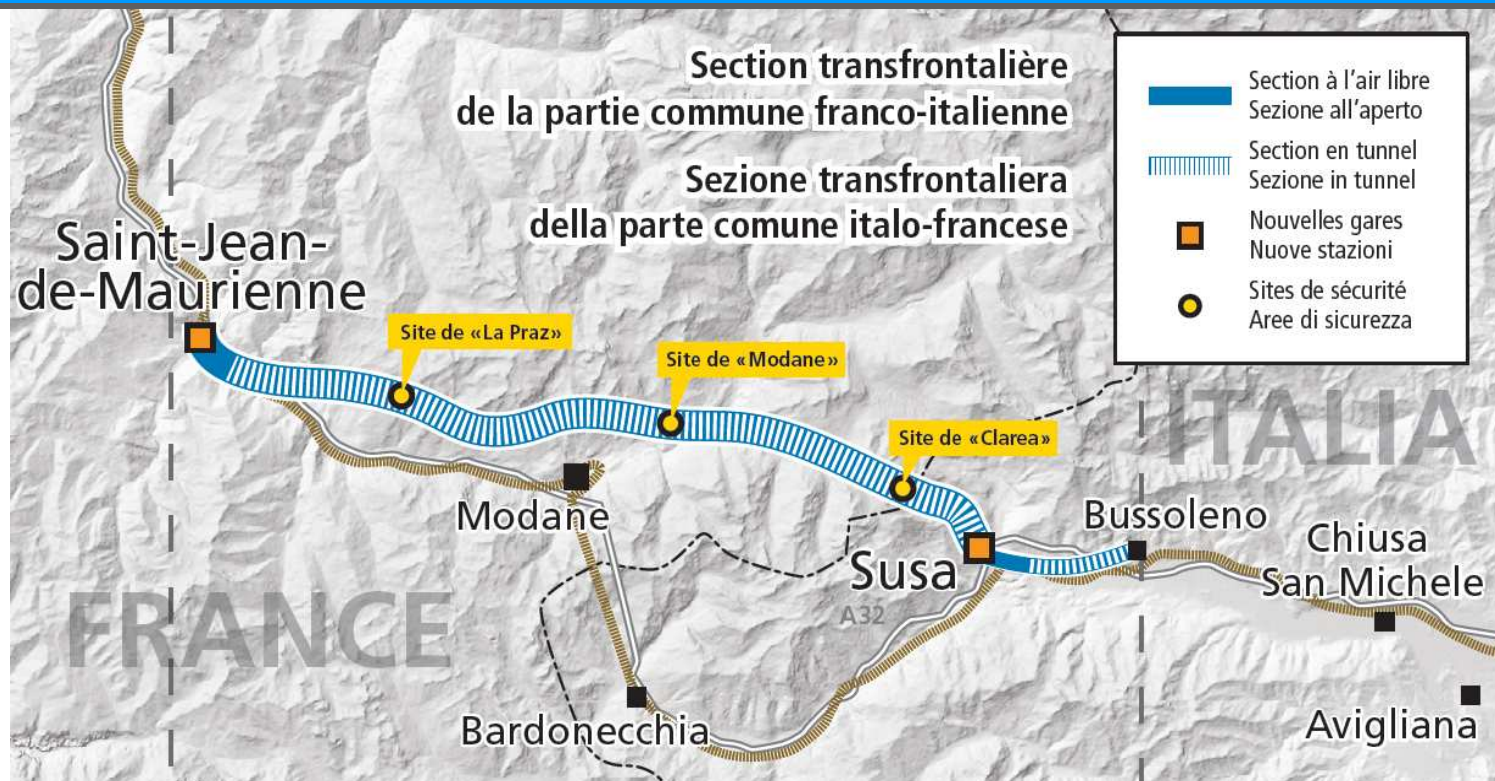 Section transfrontalière
de la partie commune franco-italienne
Sezione transfrontaliera
della parte comune italo-francese
Section à l'air libre
Sezione all'aperto
Section en tunnel
Sezione in tunnel
Nouvelles gares
Nuove stazioni
Sites de sécurité
Aree di sicurezza
Saint-Jean-
de-Maurienne
Site de «La Praz»
Site de «Modane»
Site de «Clarea»
ITALIA
Modane
Bussoleno
Chiusa
San Michele
Susa
A32
FRANCE
Bardonecchia
Avigliana